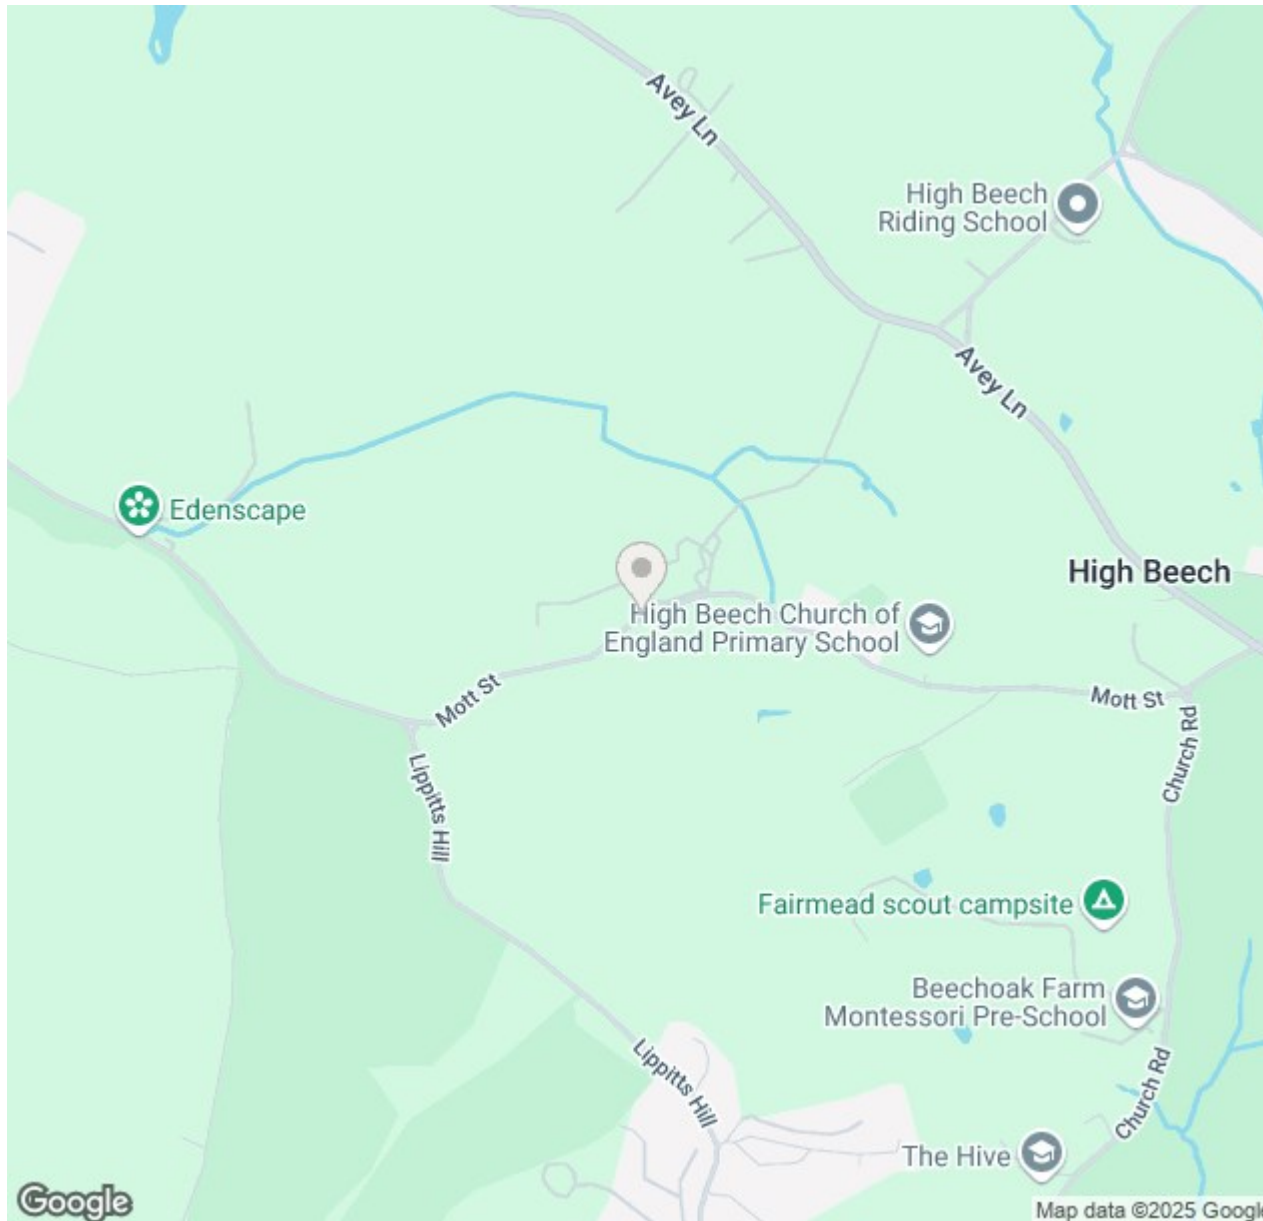 Avey Ln
High Beech
Riding School
Avey Ln
Edenscape
High Beech
High Beech Church of
England Primary School
Mott St
Mott St
Church Rd
Lippitts Hill
Fairmead scout campsite
Beechoak Farm
Montessori Pre-School
Lippitts Hill
Church Rd
The Hive
Google
Map data ©2025 Google